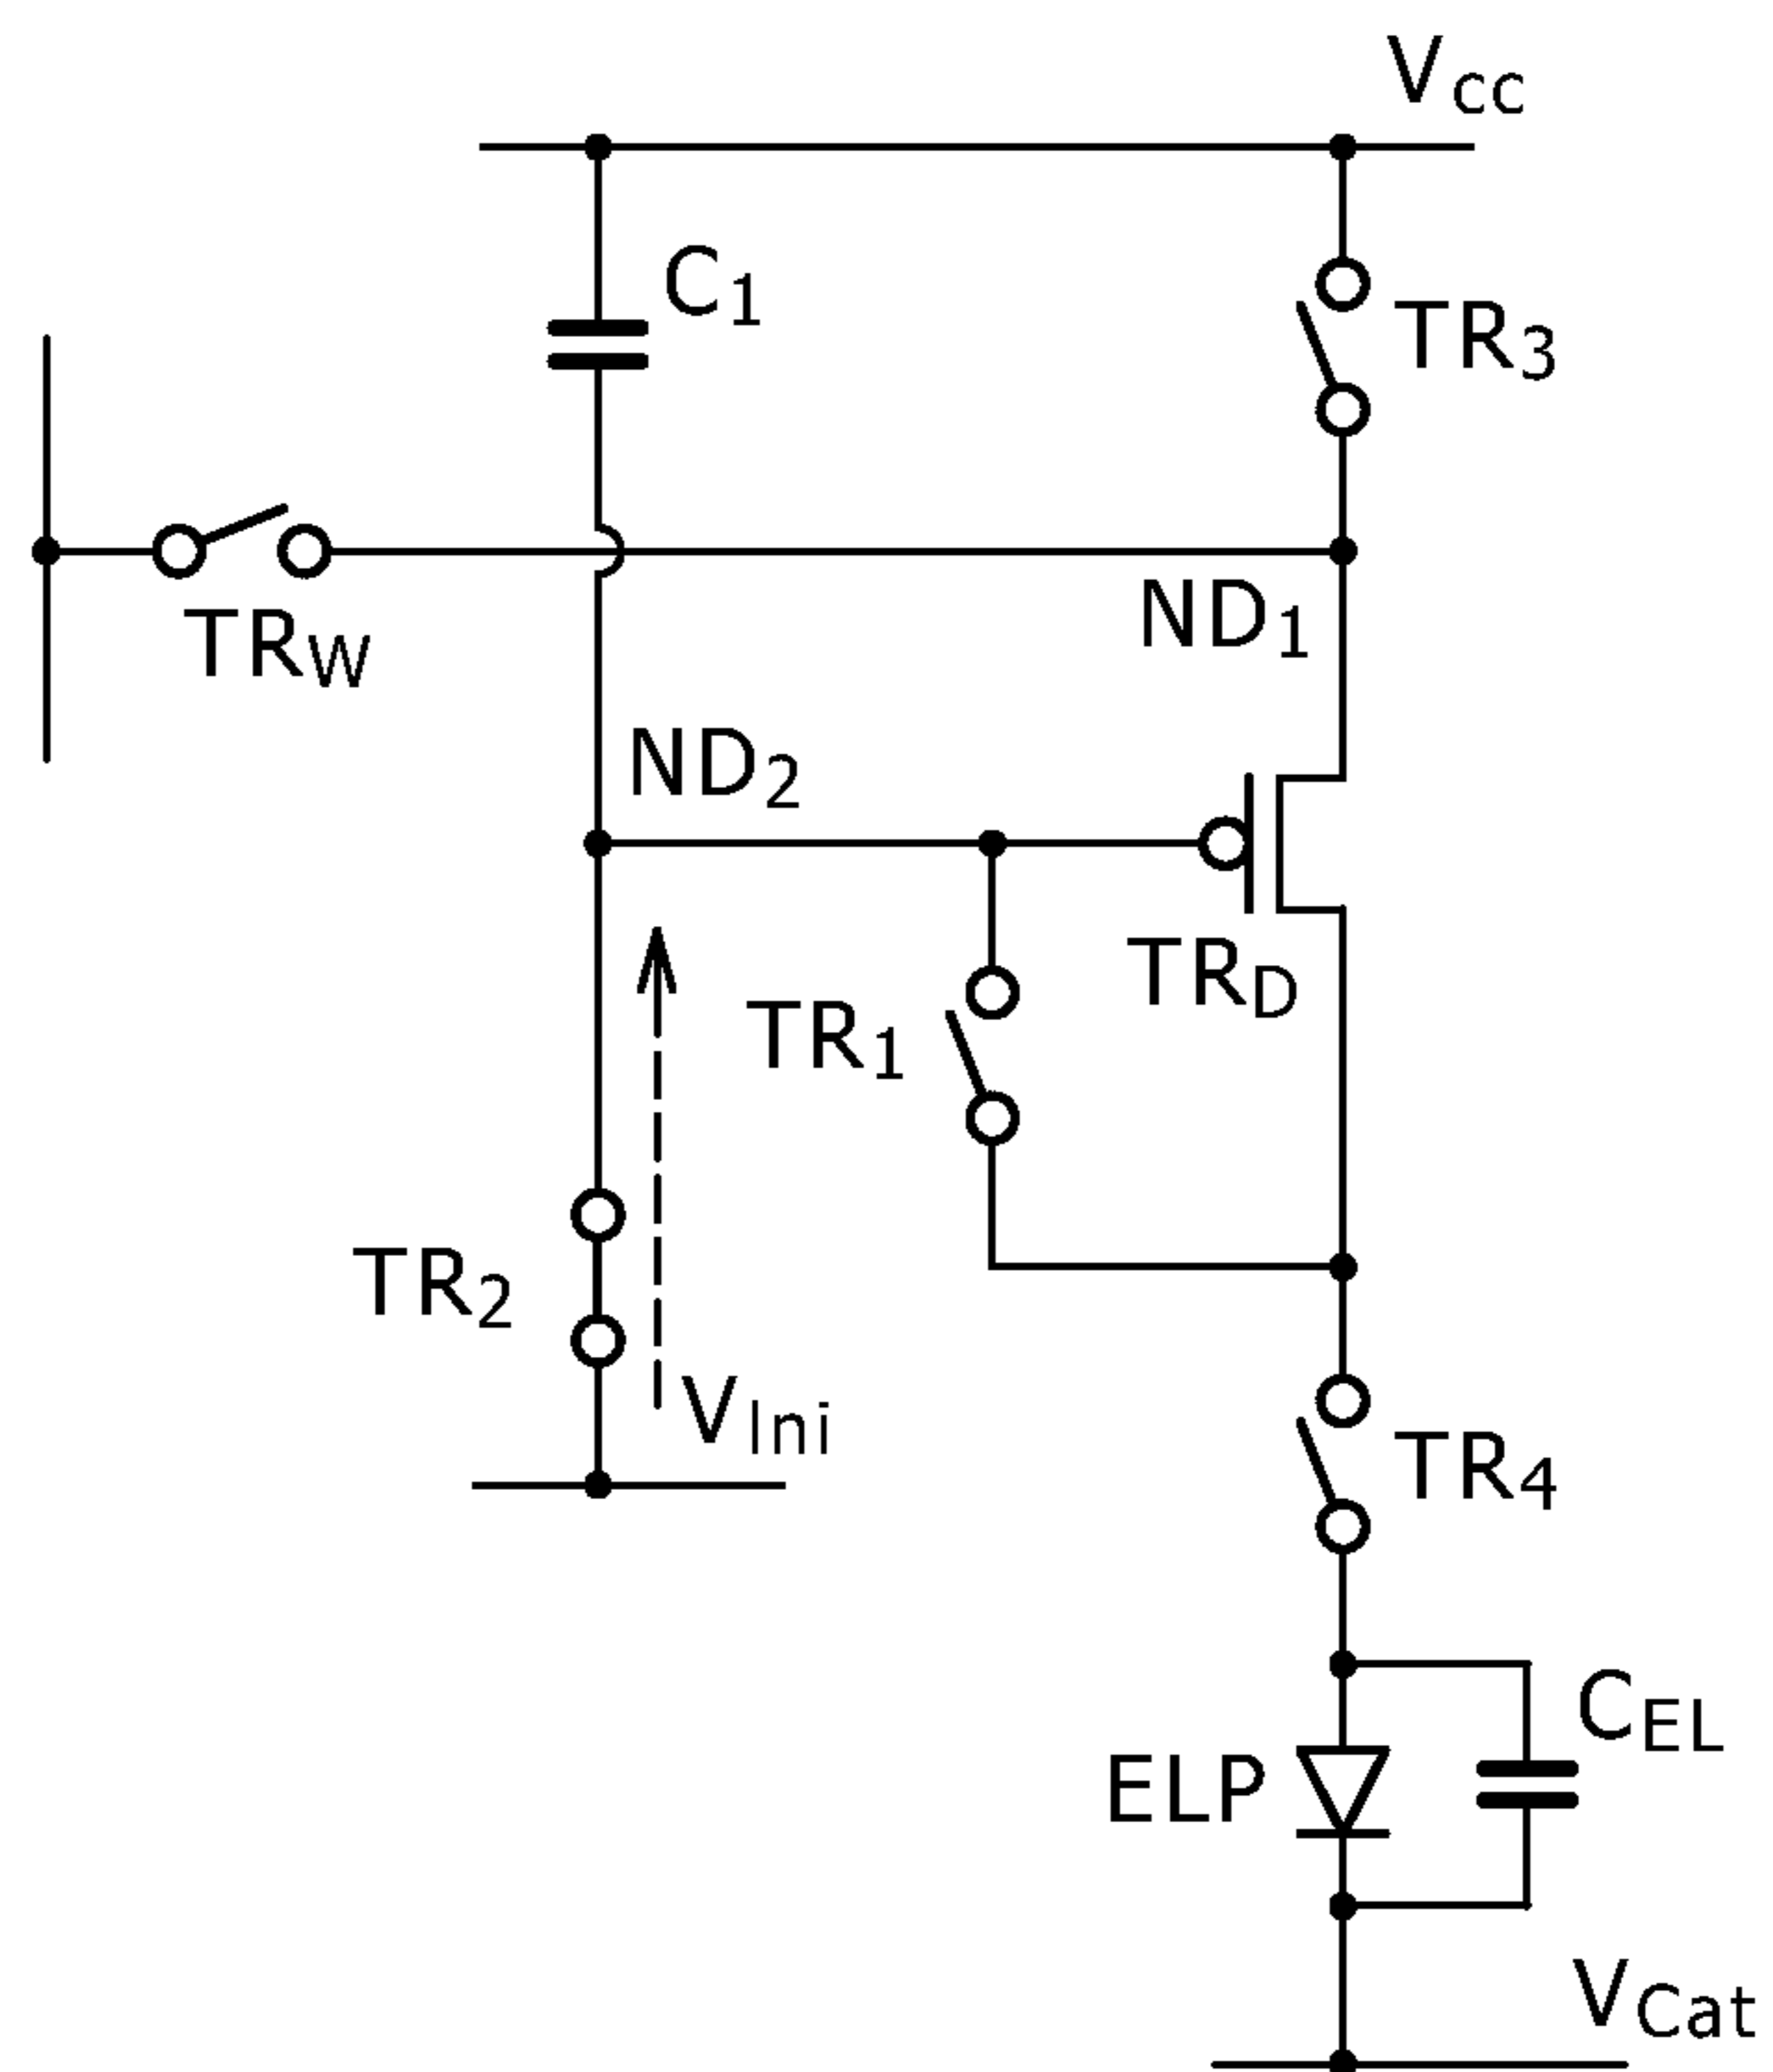 Vcc
C1
TR3
TRW
ND1
ND2
TRD
TR1
TR2
VIni
TR4
CEL
ELP
VCat